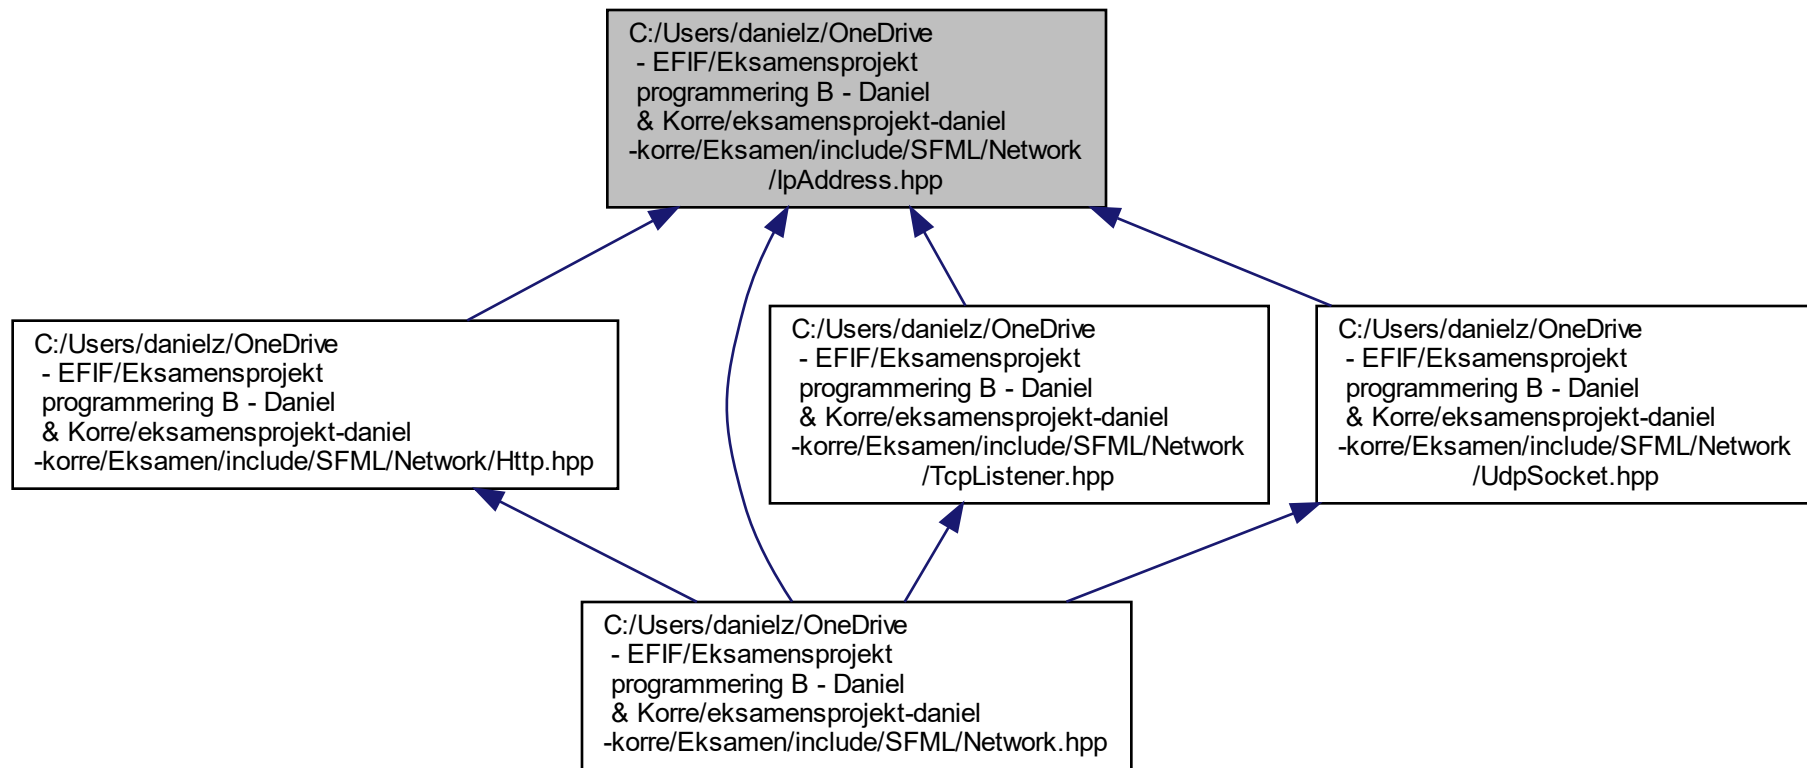 C:/Users/danielz/OneDrive
- EFIF/Eksamensprojekt
programmering B - Daniel
& Korre/eksamensprojekt-daniel
-korre/Eksamen/include/SFML/Network
/IpAddress.hpp
C:/Users/danielz/OneDrive
- EFIF/Eksamensprojekt
programmering B - Daniel
& Korre/eksamensprojekt-daniel
-korre/Eksamen/include/SFML/Network/Http.hpp
C:/Users/danielz/OneDrive
- EFIF/Eksamensprojekt
programmering B - Daniel
& Korre/eksamensprojekt-daniel
-korre/Eksamen/include/SFML/Network
/TcpListener.hpp
C:/Users/danielz/OneDrive
- EFIF/Eksamensprojekt
programmering B - Daniel
& Korre/eksamensprojekt-daniel
-korre/Eksamen/include/SFML/Network
/UdpSocket.hpp
C:/Users/danielz/OneDrive
- EFIF/Eksamensprojekt
programmering B - Daniel
& Korre/eksamensprojekt-daniel
-korre/Eksamen/include/SFML/Network.hpp